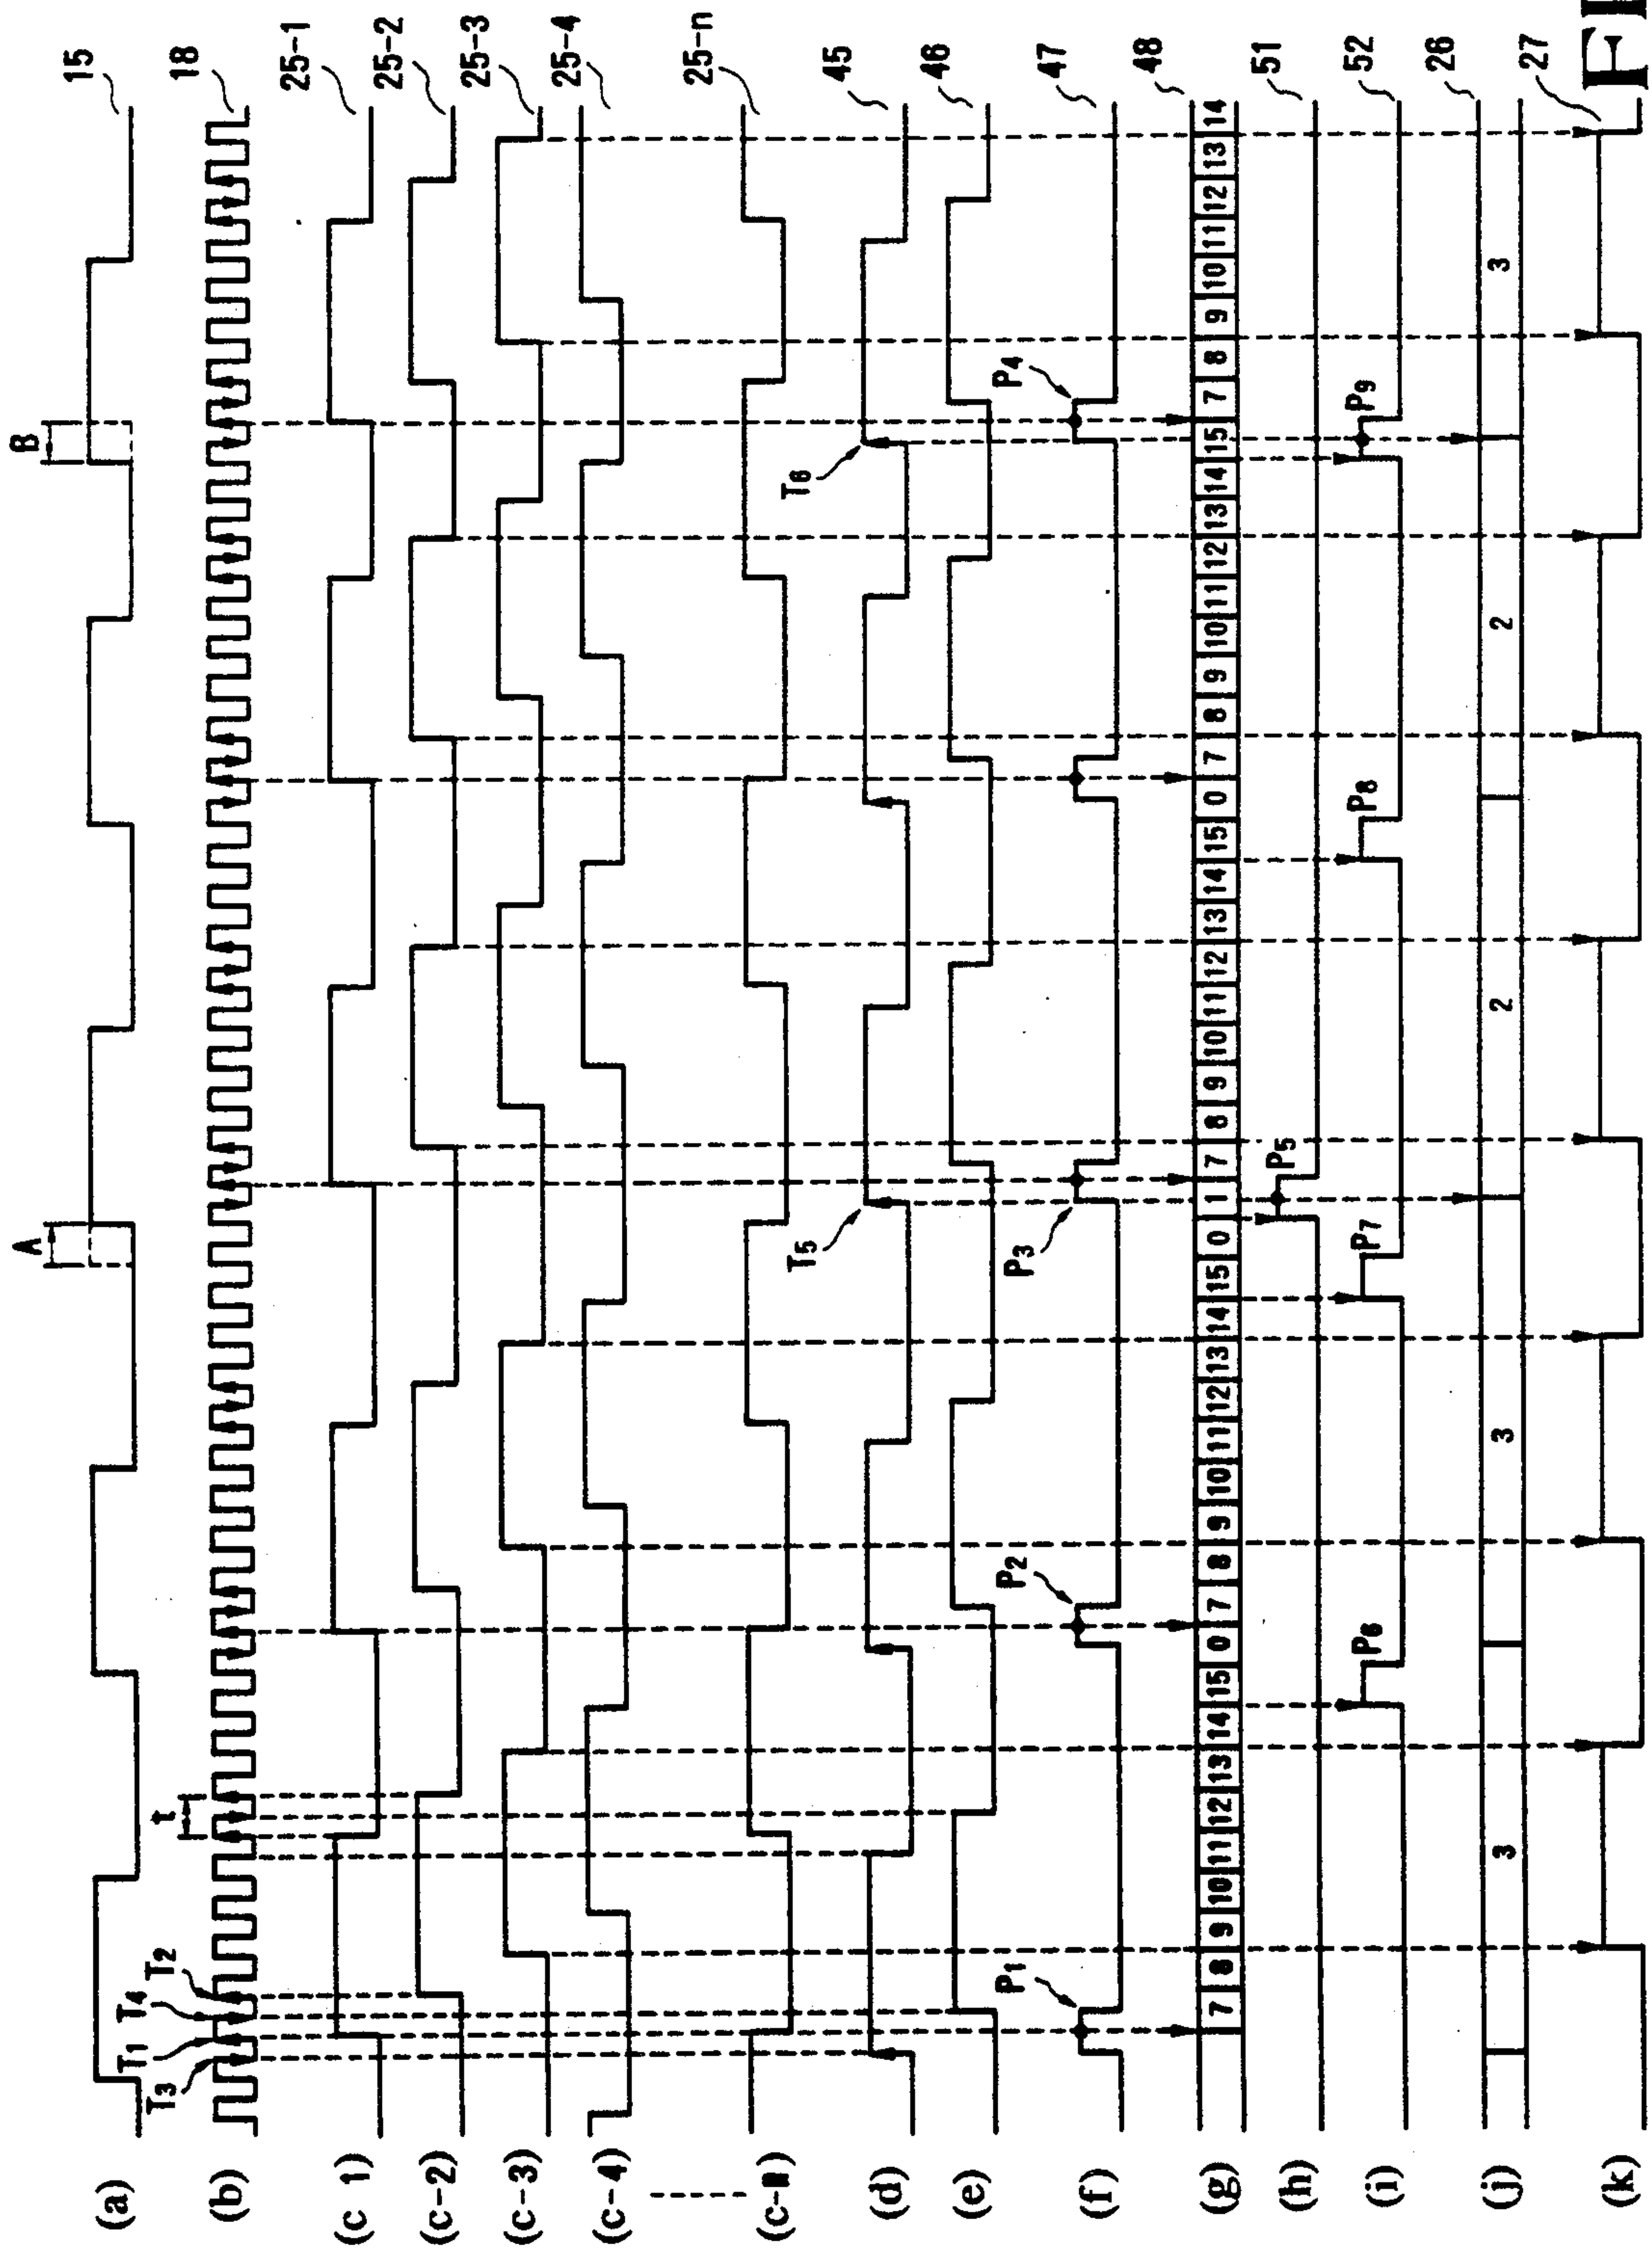 A B
(a) 15
T3 T1 T4 T2 t
(b) 18
(c 1) 25-1
(c-2) 25-2
(c-3) 25-3
(c-4) 25-4
(c-n) 25-n
T5 T6
(d) 45
(e) 46
P1 P2 P3 P4
(f) 47
(g) 7 8 9 10 11 12 13 14 15 0 7 8 9 10 11 12 13 14 15 0 1 7 8 9 10 11 12 13 14 15 0 7 8 9 10 11 12 13 14 15 7 8 9 10 11 12 13 14 48
(h) P5 51
(i) P6 P7 P8 P9 52
(j) 3 3 2 2 3 26
(k) 27
FI